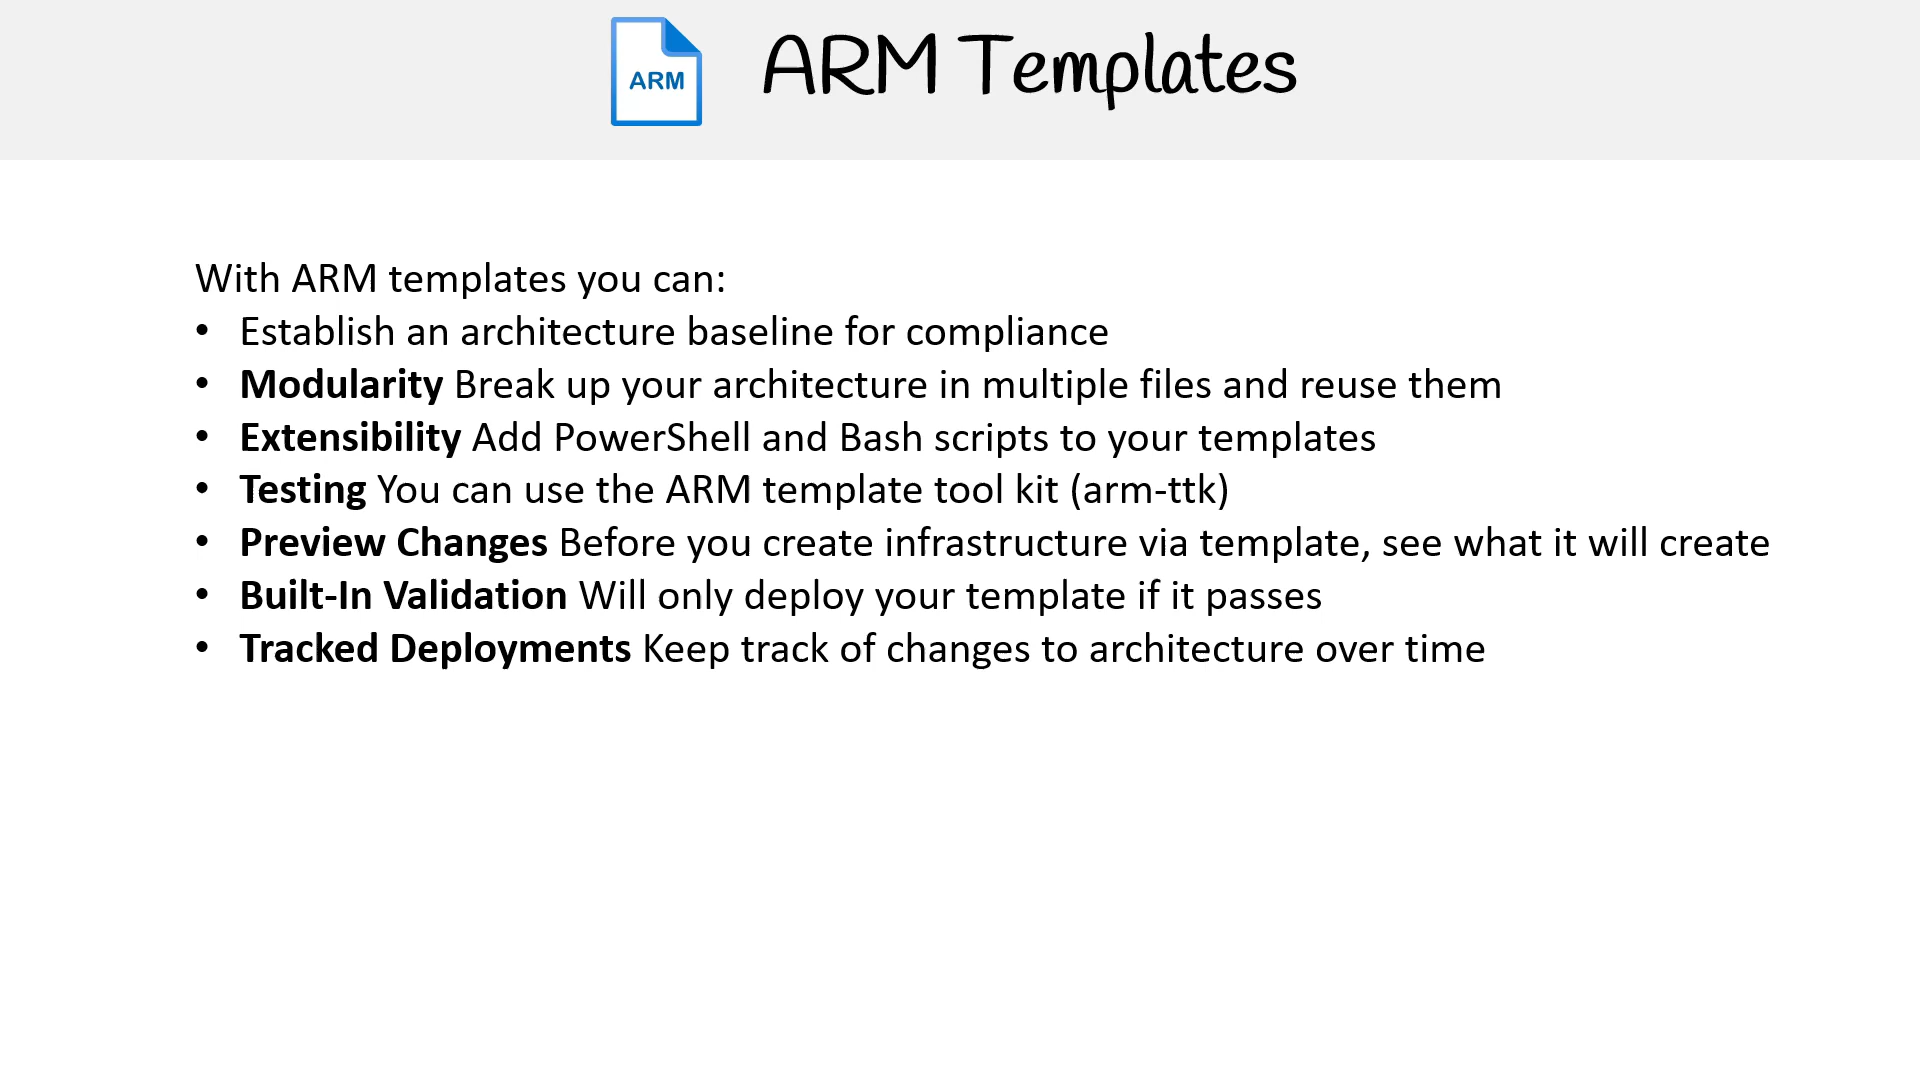 ARM
ARM Templates
With ARM templates you can:
• Establish an architecture baseline for compliance
• Modularity Break up your architecture in multiple files and reuse them
• Extensibility Add PowerShell and Bash scripts to your templates
• Testing You can use the ARM template tool kit (arm-ttk)
• Preview Changes Before you create infrastructure via template, see what it will create
• Built-In Validation Will only deploy your template if it passes
• Tracked Deployments Keep track of changes to architecture over time